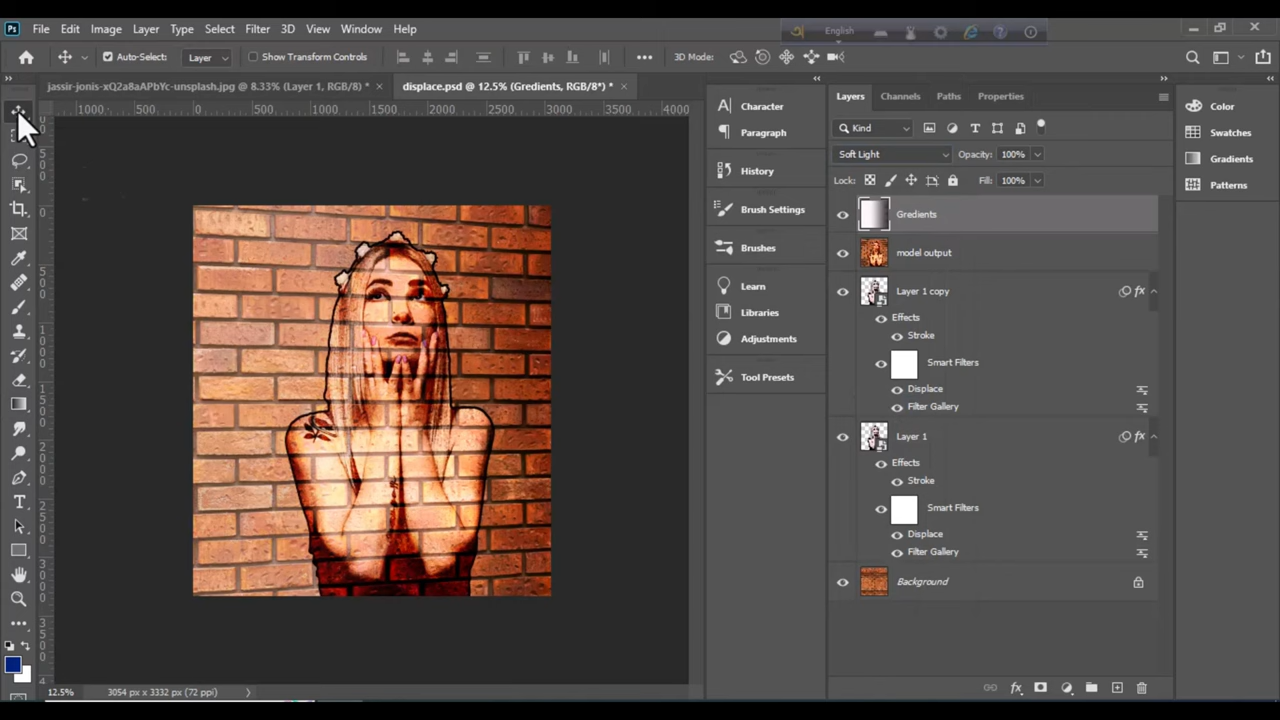 Ps File Edit Image Layer Type Select Filter 3D View Window Help
English
Auto-Select: Layer Show Transform Controls 3D Mode:
jassir-jonis-xQ2a8aAPbYc-unsplash.jpg @ 8.33% (Layer 1, RGB/8) * displace.psd @ 12.5% (Gredients, RGB/8*) *
1000 500 0 500 1000 1500 2000 2500 3000 3500 4000
Character
Paragraph
History
Brush Settings
Brushes
Learn
Libraries
Adjustments
Tool Presets
Layers Channels Paths Properties
Kind
Soft Light Opacity: 100%
Lock: Fill: 100%
Gredients
model output
Layer 1 copy fx
Effects
Stroke
Smart Filters
Displace
Filter Gallery
Layer 1 fx
Effects
Stroke
Smart Filters
Displace
Filter Gallery
Background
fx
Color
Swatches
Gradients
Patterns
12.5% 3054 px x 3332 px (72 ppi)